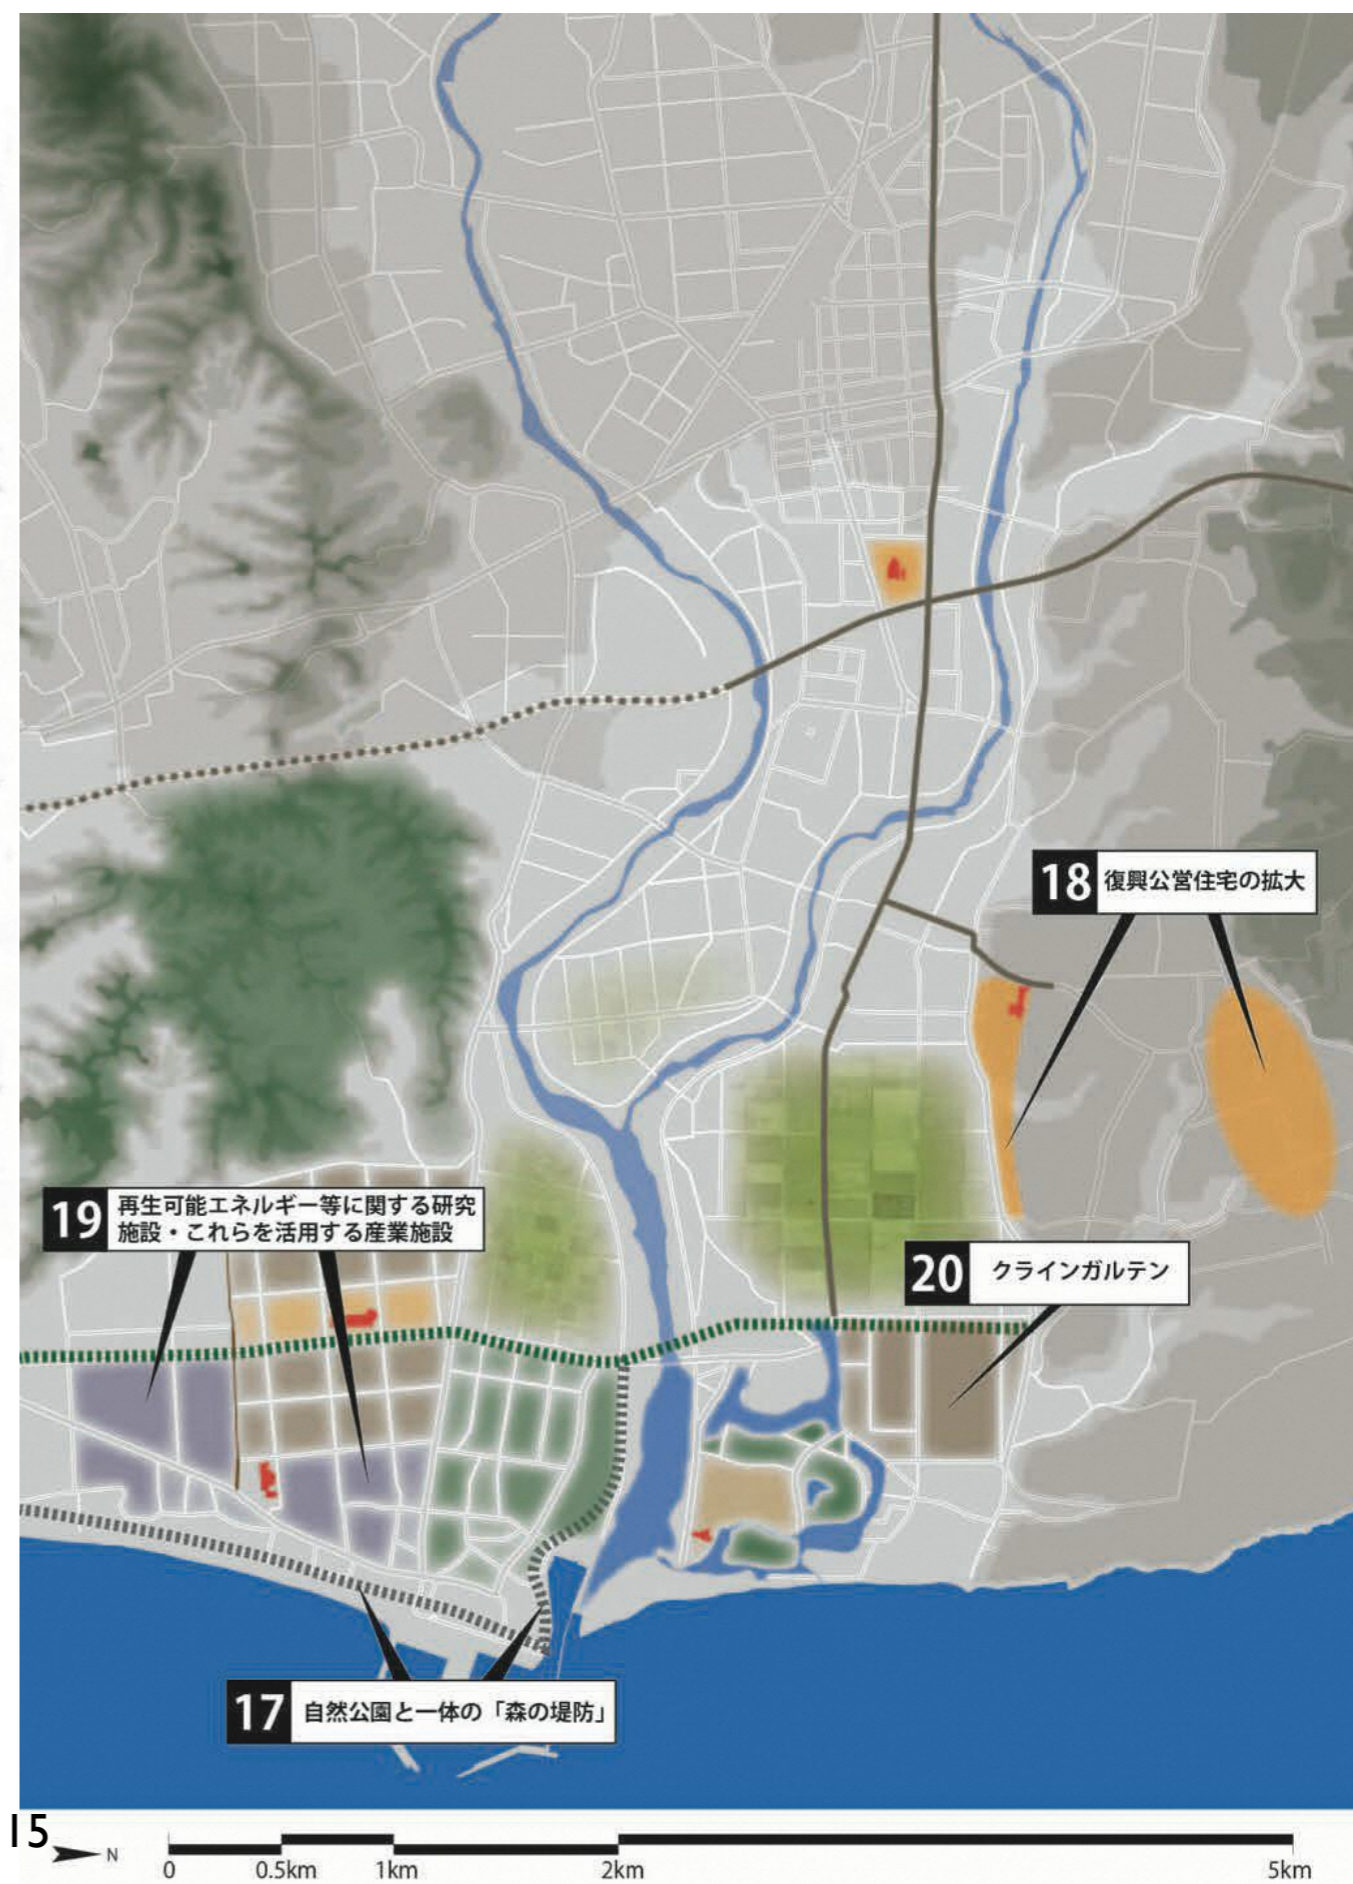 18 復興公営住宅の拡大
19 再生可能エネルギー等に関する研究
施設・これらを活用する産業施設
20 クラインガルテン
17 自然公園と一体の「森の堤防」
15
N
0 0.5km 1km 2km 5km